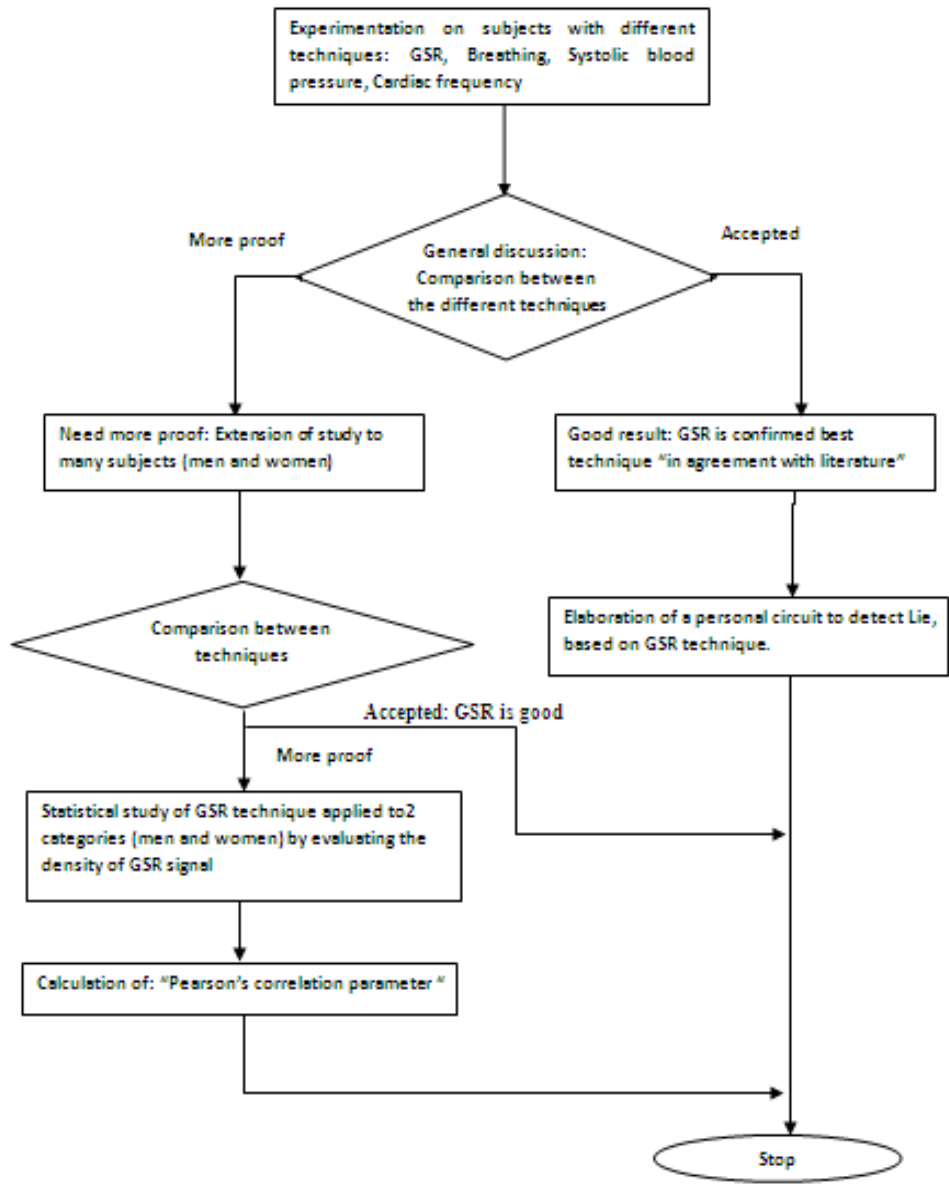 Experimentation on subjects with different
techniques: GSR, Breathing, Systolic blood
pressure, Cardiac frequency
More proof
Accepted
General discussion:
Comparison between
the different techniques
Need more proof: Extension of study to
many subjects (men and women)
Good result: GSR is confirmed best
technique “in agreement with literature”
Comparison between
techniques
Elaboration of a personal circuit to detect Lie,
based on GSR technique.
Accepted: GSR is good
More proof
Statistical study of GSR technique applied to2
categories (men and women) by evaluating the
density of GSR signal
Calculation of: “Pearson’s correlation parameter “
Stop